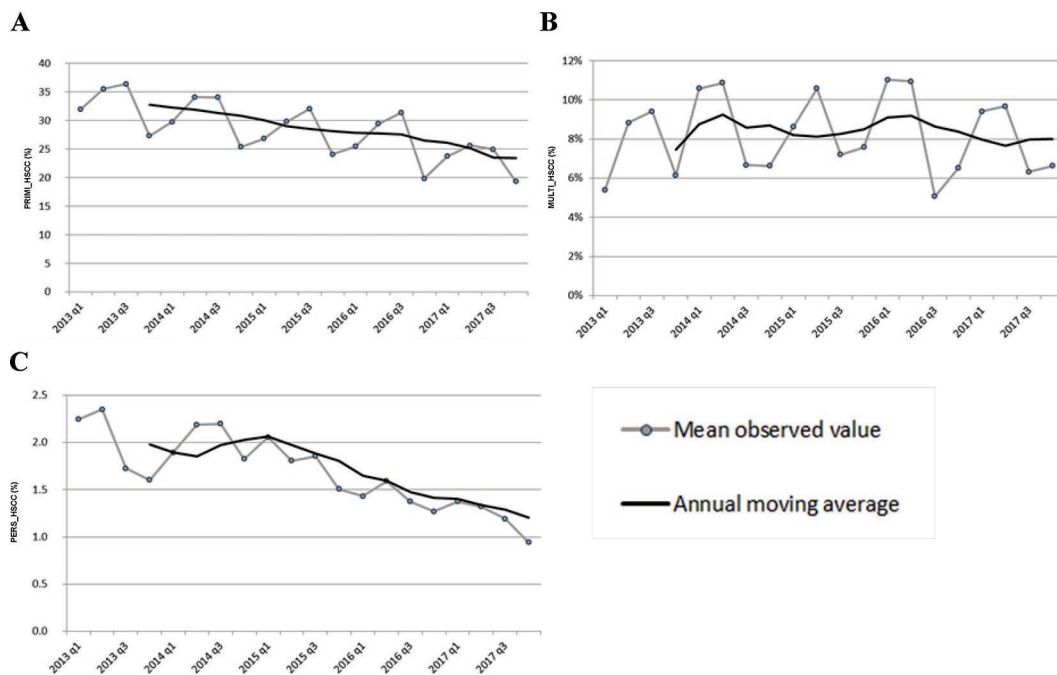 A
40
35
30
25
20
15
10
5
0
PRIMI_HSCC (%)
2013 q1
2013 q3
2014 q1
2014 q3
2015 q1
2015 q3
2016 q1
2016 q3
2017 q1
2017 q3
B
12%
10%
8%
6%
4%
2%
0%
MULTI_HSCC (%)
2013 q1
2013 q3
2014 q1
2014 q3
2015 q1
2015 q3
2016 q1
2016 q3
2017 q1
2017 q3
C
2.5
2.0
1.5
1.0
0.5
0.0
PERS_HSCC (%)
2013 q1
2013 q3
2014 q1
2014 q3
2015 q1
2015 q3
2016 q1
2016 q3
2017 q1
2017 q3
Mean observed value
Annual moving average